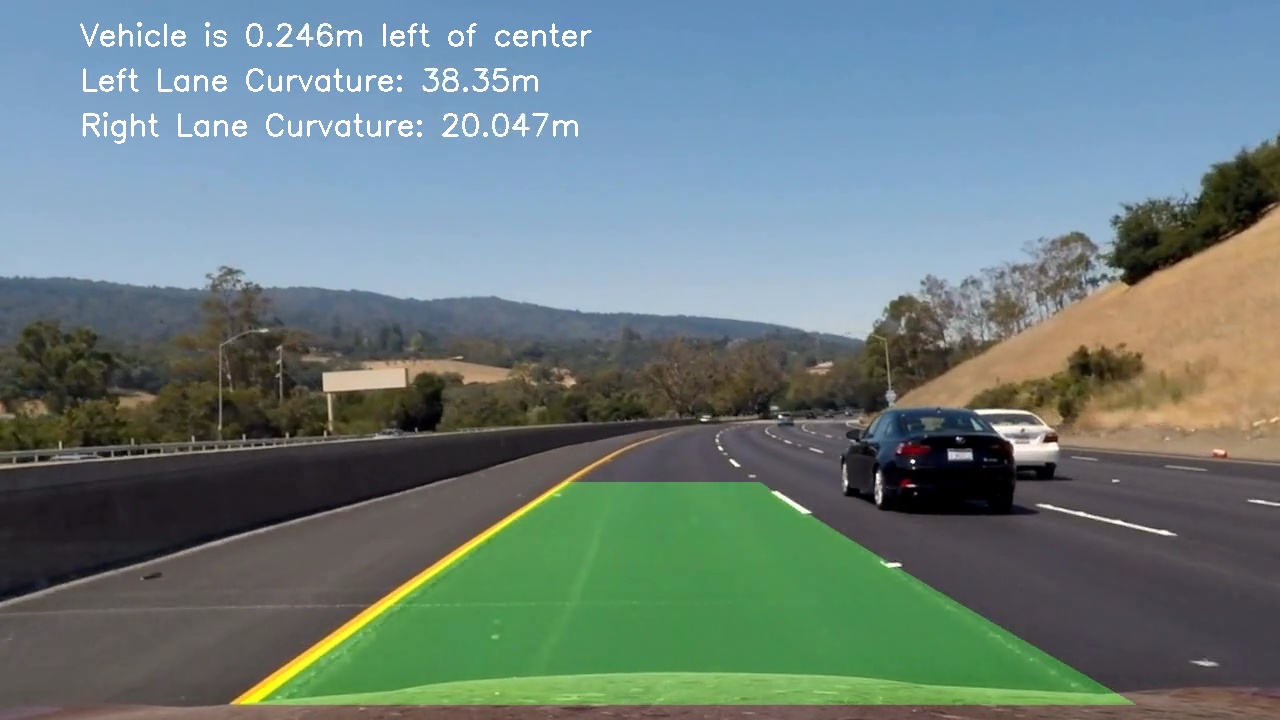 Vehicle is 0.246m left of center
Left Lane Curvature: 38.35m
Right Lane Curvature: 20.047m